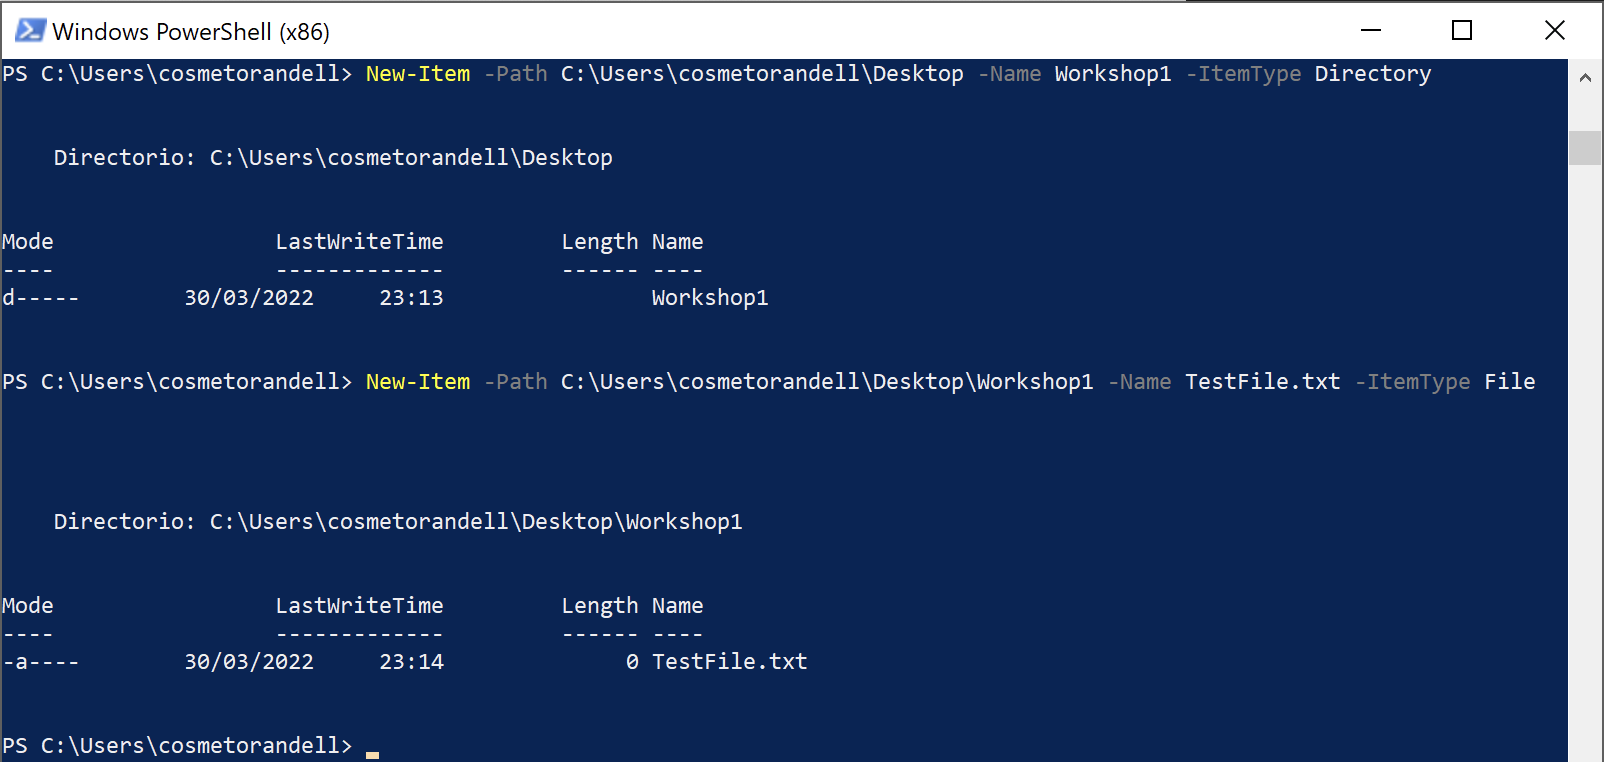 Windows PowerShell (x86)
PS C:\Users\cosmetorandell> New-Item -Path C:\Users\cosmetorandell\Desktop -Name Workshop1 -ItemType Directory
Directorio: C:\Users\cosmetorandell\Desktop
Mode LastWriteTime Length Name
---- ------------- ------ ----
d----- 30/03/2022 23:13 Workshop1
PS C:\Users\cosmetorandell> New-Item -Path C:\Users\cosmetorandell\Desktop\Workshop1 -Name TestFile.txt -ItemType File
Directorio: C:\Users\cosmetorandell\Desktop\Workshop1
Mode LastWriteTime Length Name
---- ------------- ------ ----
-a---- 30/03/2022 23:14 0 TestFile.txt
PS C:\Users\cosmetorandell>